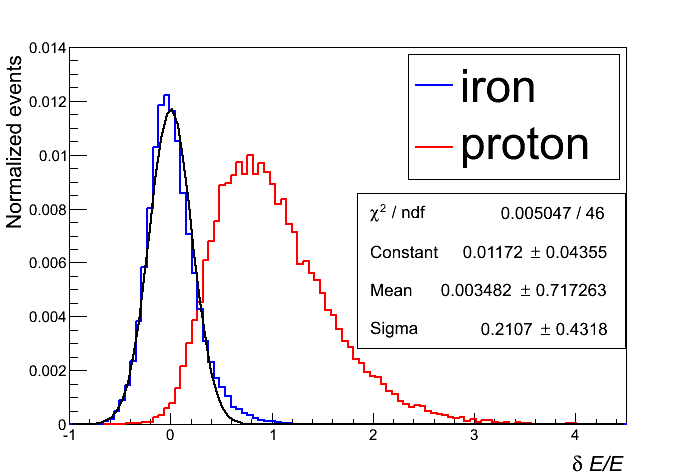 Normalized events
0.014
0.012
0.01
0.008
0.006
0.004
0.002
0
iron
proton
χ² / ndf 0.005047 / 46
Constant 0.01172 ± 0.04355
Mean 0.003482 ± 0.717263
Sigma 0.2107 ± 0.4318
-1 0 1 2 3 4
δ E/E